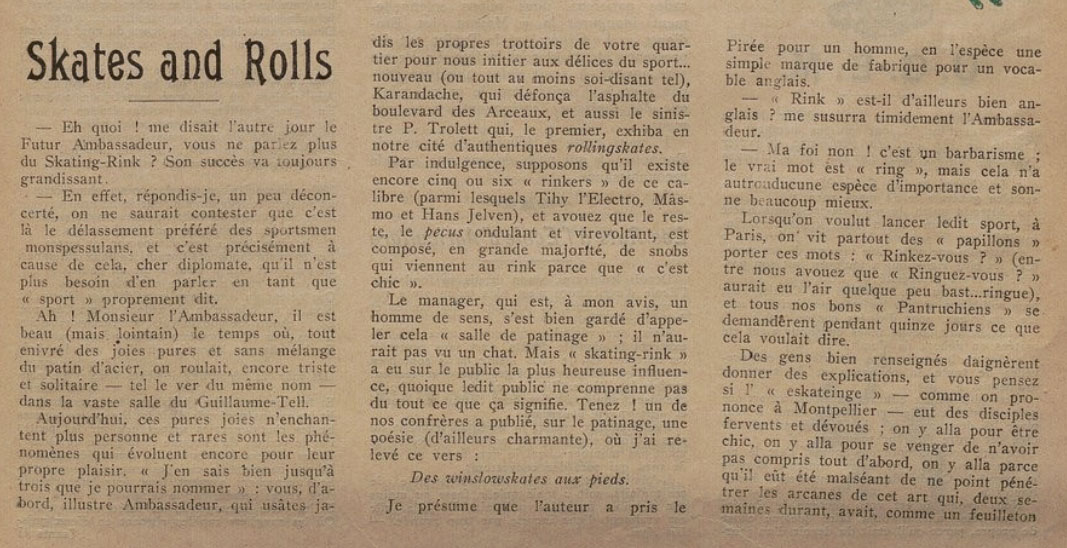 Skates and Rolls
— Eh quoi ! me disait l'autre jour le
Futur Ambassadeur, vous ne parlez plus
du Skating-Rink ? Son succès va toujours
grandissant.
— En effet, répondis-je, un peu décon-
certé, on ne saurait contester que c'est
là le délassement préféré des sportsmen
monspessulans, et c'est précisément à
cause de cela, cher diplomate, qu'il n'est
plus besoin d'en parler en tant que
« sport » proprement dit.
Ah ! Monsieur l'Ambassadeur, il est
beau (mais lointain) le temps où, tout
enivré des joies pures et sans mélange
du patin d'acier, on roulait, encore triste
et solitaire — tel le ver du même nom —
dans la vaste salle du Guillaume-Tell.
Aujourd'hui, ces pures joies n'enchan-
tent plus personne et rares sont les phé-
nomènes qui évoluent encore pour leur
propre plaisir. « J'en sais bien jusqu'à
trois que je pourrais nommer » : vous, d'a-
bord, illustre Ambassadeur, qui usâtes ja-
dis les propres trottoirs de votre quar-
tier pour nous initier aux délices du sport...
nouveau (ou tout au moins soi-disant tel),
Karandache, qui défonça l'asphalte du
boulevard des Arceaux, et aussi le sinis-
tre P. Trolett qui, le premier, exhiba en
notre cité d'authentiques rollingskates.
Par indulgence, supposons qu'il existe
encore cinq ou six « rinkers » de ce ca-
libre (parmi lesquels Tihy l'Electro, Mâs-
mo et Hans Jelven), et avouez que le res-
te, le pecus ondulant et virevoltant, est
composé, en grande majorité, de snobs
qui viennent au rink parce que « c'est
chic ».
Le manager, qui est, à mon avis, un
homme de sens, s'est bien gardé d'appe-
ler cela « salle de patinage » ; il n'au-
rait pas vu un chat. Mais « skating-rink »
a eu sur le public la plus heureuse influen-
ce, quoique ledit public ne comprenne pas
du tout ce que ça signifie. Tenez ! un de
nos confrères a publié, sur le patinage, une
poésie (d'ailleurs charmante), où j'ai re-
levé ce vers :
Des winslowskates aux pieds.
Je présume que l'auteur a pris le
Pirée pour un homme, en l'espèce une
simple marque de fabrique pour un voca-
ble anglais.
— « Rink » est-il d'ailleurs bien an-
glais ? me susurra timidement l'Ambassa-
deur.
— Ma foi non ! c'est un barbarisme ;
le vrai mot est « ring », mais cela n'a
autroaducune espèce d'importance et son-
ne beaucoup mieux.
Lorsqu'on voulut lancer ledit sport, à
Paris, on vit partout des « papillons »
porter ces mots : « Rinkez-vous ? » (en-
tre nous avouez que « Ringuez-vous ? »
aurait eu l'air quelque peu bast...ringue),
et tous nos bons « Pantruchiens » se
demandèrent pendant quinze jours ce que
cela voulait dire.
Des gens bien renseignés daignèrent
donner des explications, et vous pensez
si l' « eskateinge » — comme on pro-
nonce à Montpellier — eut des disciples
fervents et dévoués ; on y alla pour être
chic, on y alla pour se venger de n'avoir
pas compris tout d'abord, on y alla parce
qu'il eût été malséant de ne point péné-
trer les arcanes de cet art qui, deux se-
maines durant, avait, comme un feuilleton